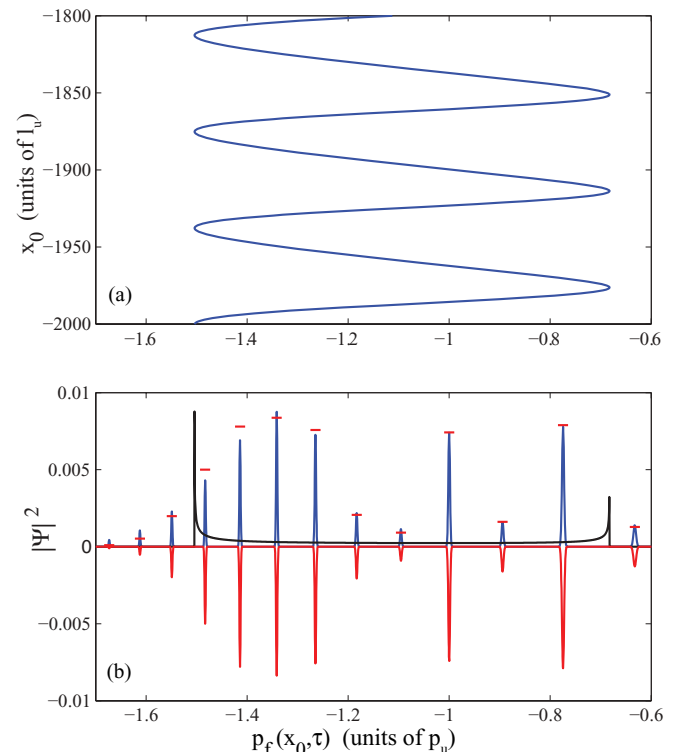 −1800
−1850
−1900
−1950
−2000
x₀ (units of lᵤ)
(a)
−1.6 −1.4 −1.2 −1 −0.8 −0.6
0.01
0.005
0
−0.005
−0.01
|Ψ|²
(b)
−1.6 −1.4 −1.2 −1 −0.8 −0.6
p_f(x₀,τ) (units of pᵤ)